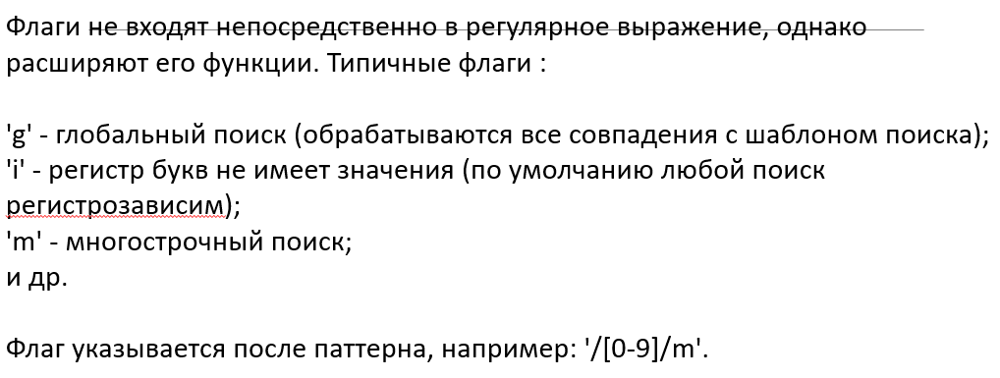 Флаги не входят непосредственно в регулярное выражение, однако
расширяют его функции. Типичные флаги :
'g' - глобальный поиск (обрабатываются все совпадения с шаблоном поиска);
'i' - регистр букв не имеет значения (по умолчанию любой поиск
регистрозависим);
'm' - многострочный поиск;
и др.
Флаг указывается после паттерна, например: '/[0-9]/m'.